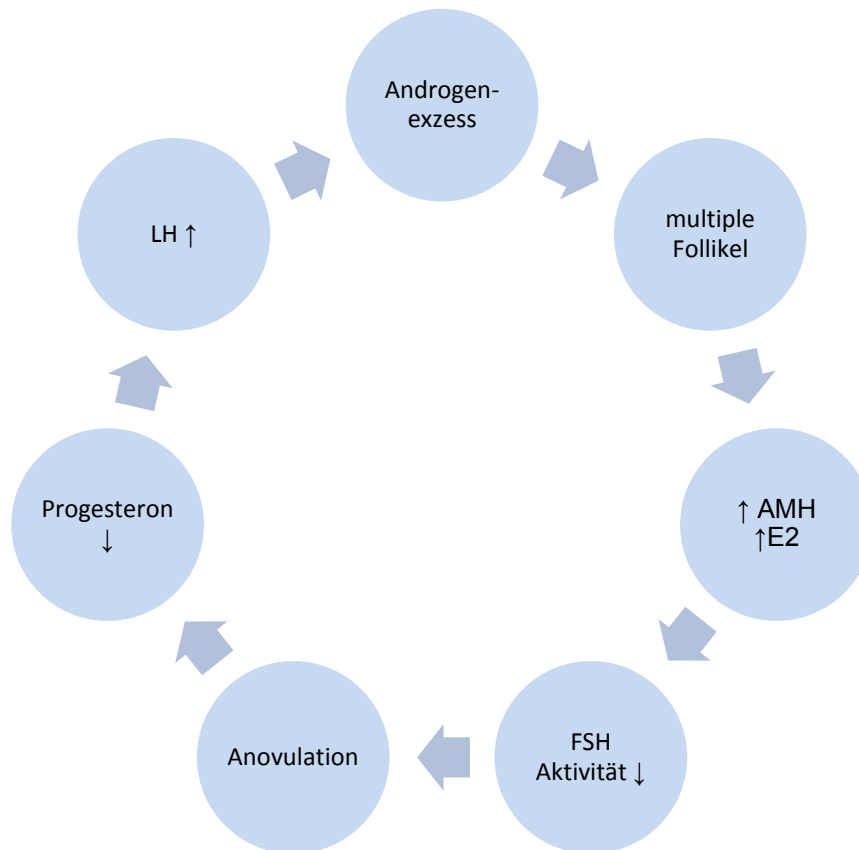 Androgen-
exzess
multiple
Follikel
↑ AMH
↑E2
FSH
Aktivität ↓
Anovulation
Progesteron
↓
LH ↑